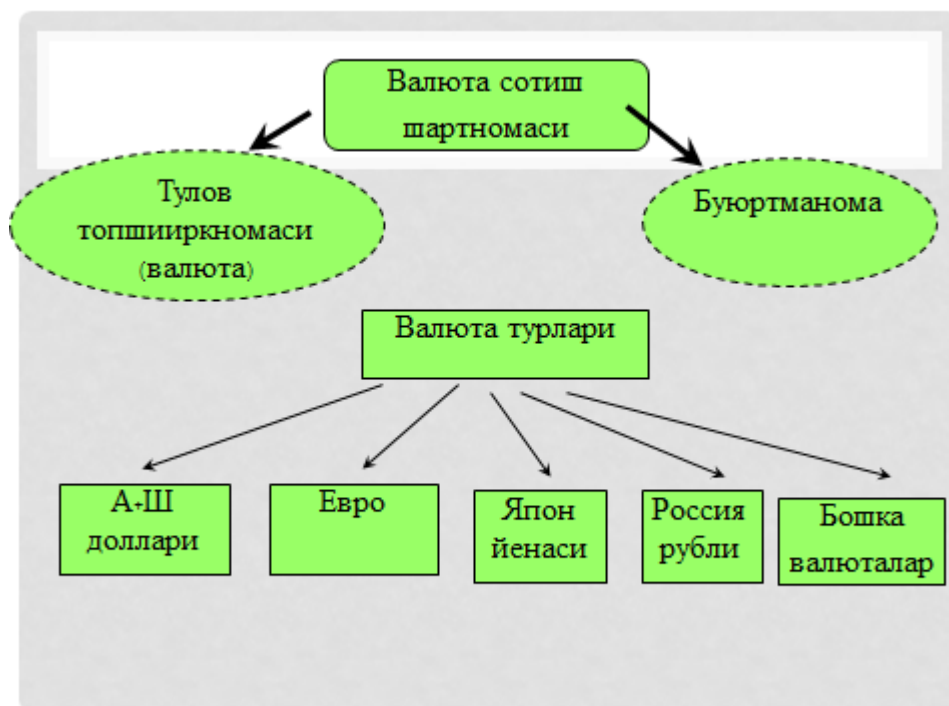 Валюта сотиш
шартномаси
Тулов
топшииркномаси
(валюта)
Буюртманома
Валюта турлари
А+Ш
доллари
Евро
Япон
йенаси
Россия
рубли
Бошка
валюталар